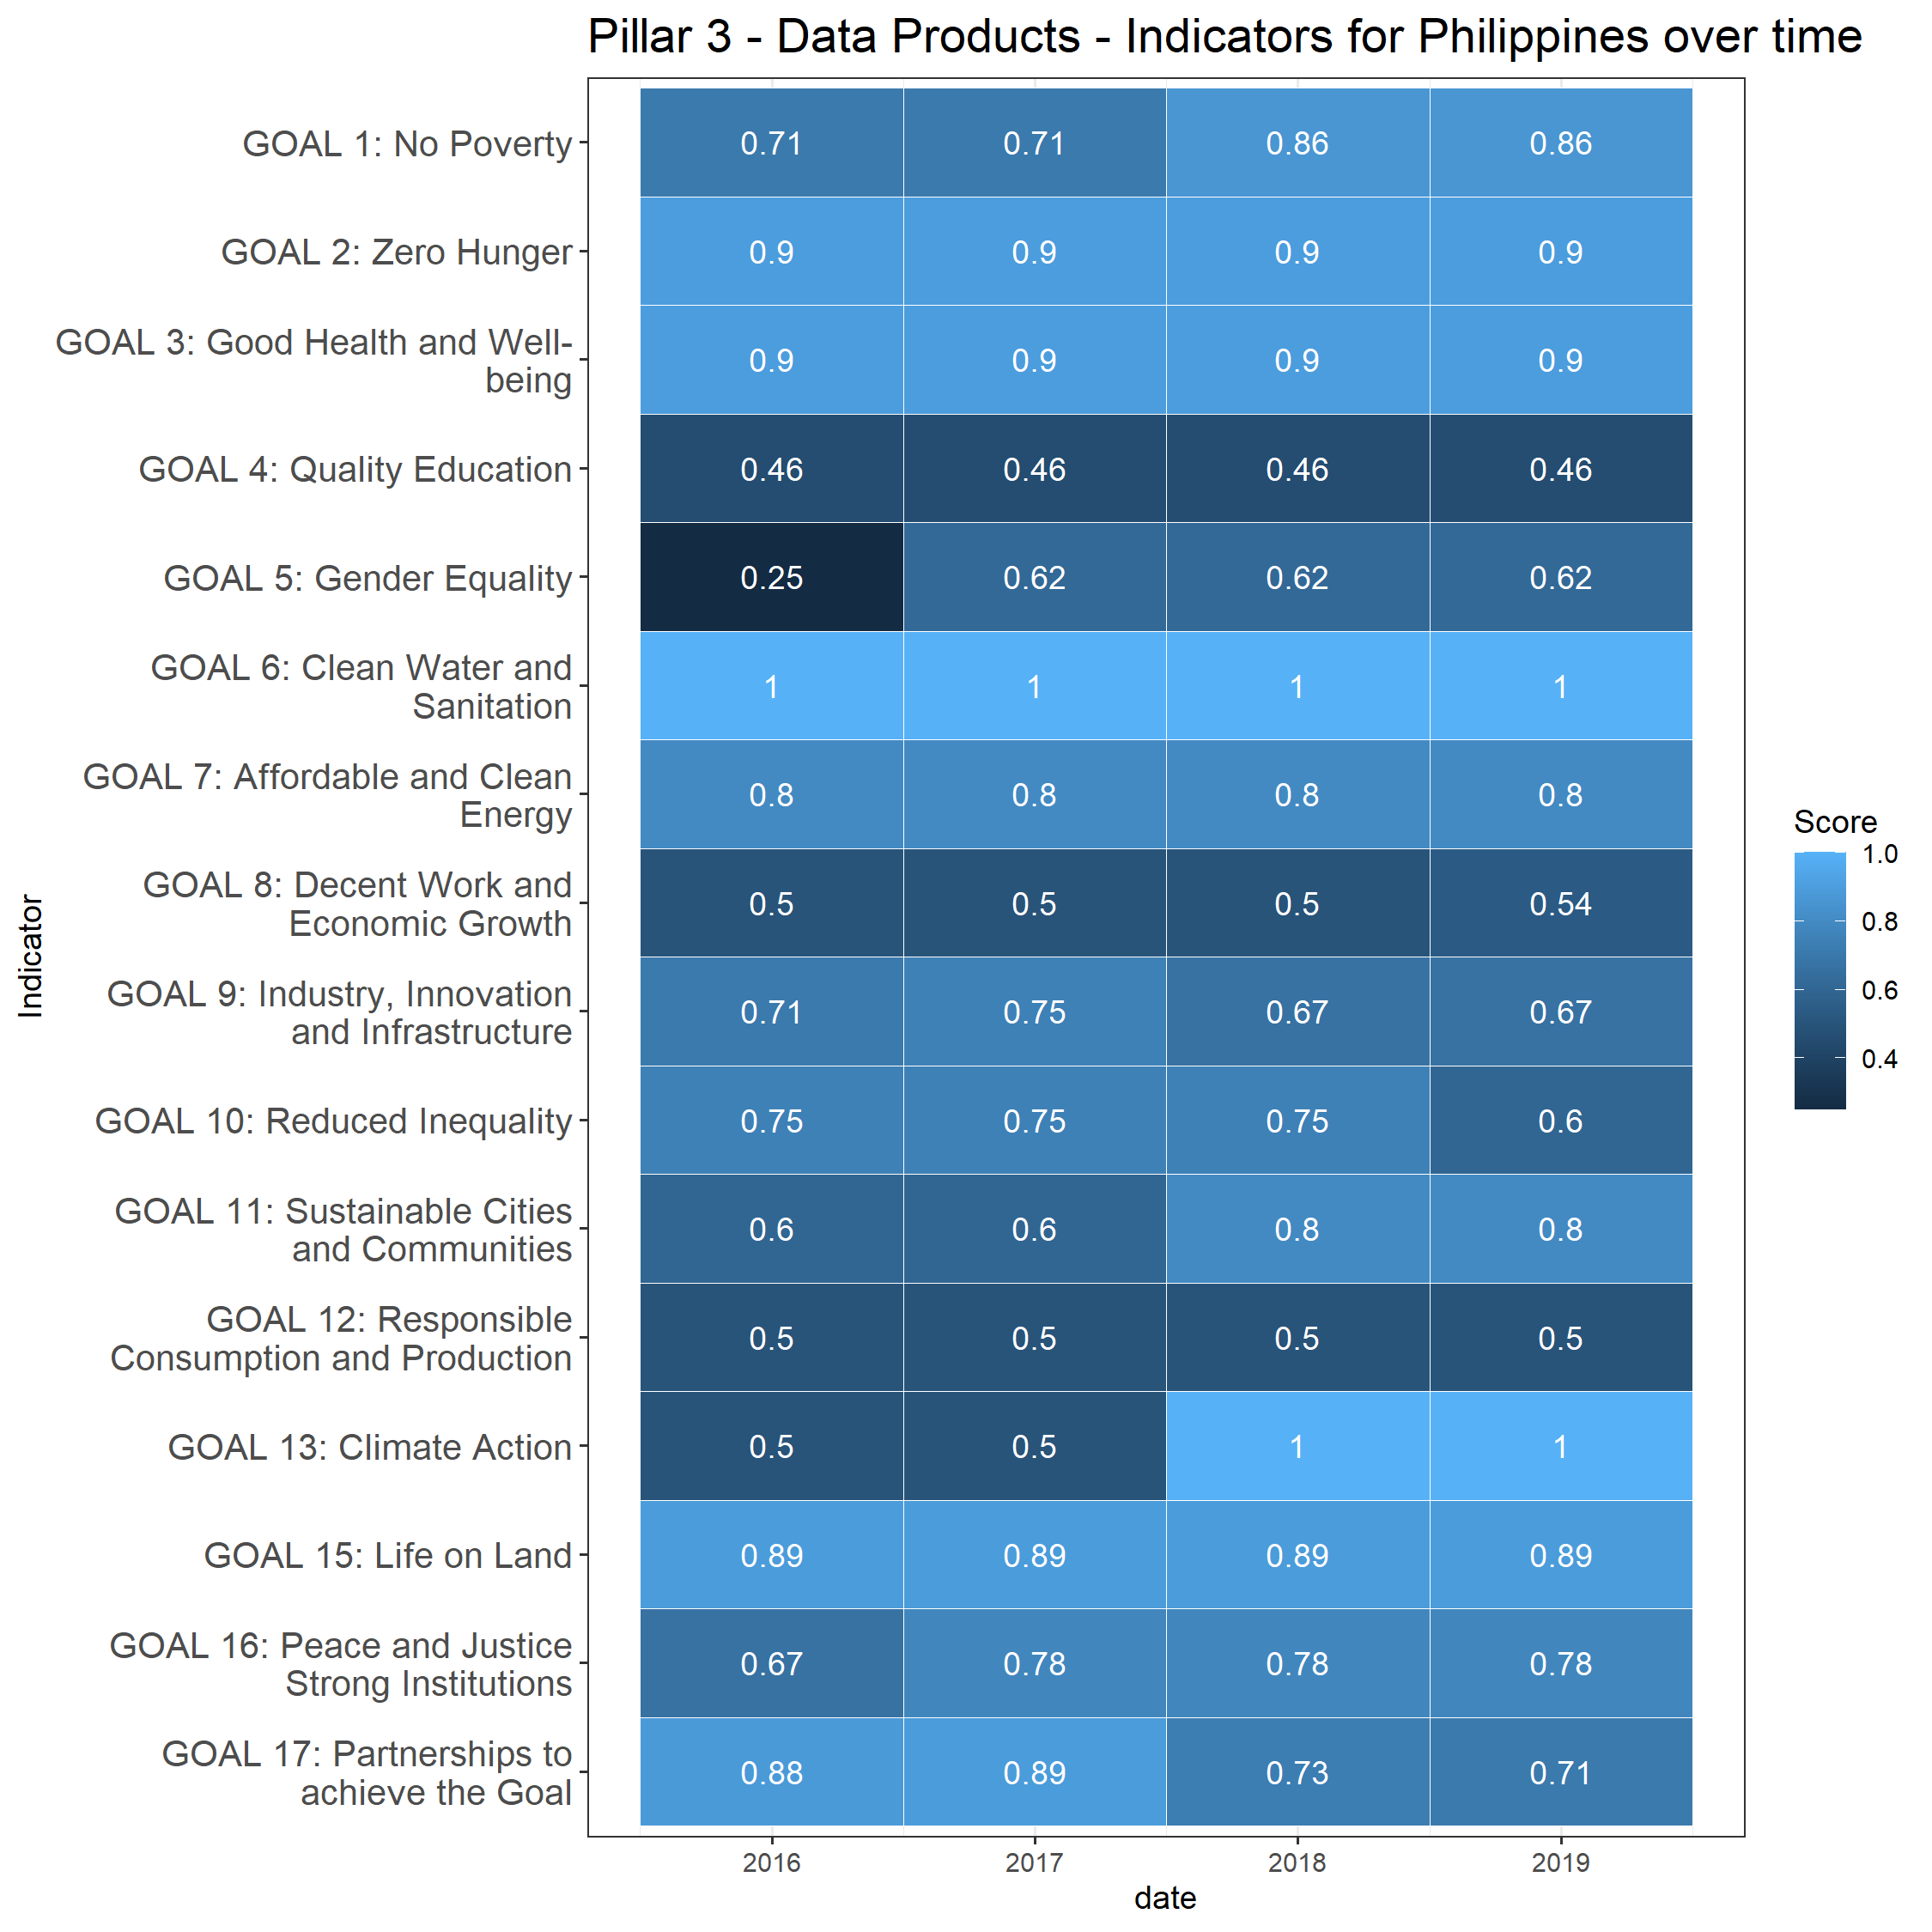 Pillar 3 - Data Products - Indicators for Philippines over time
GOAL 1: No Poverty
0.71 0.71 0.86 0.86
GOAL 2: Zero Hunger
0.9 0.9 0.9 0.9
GOAL 3: Good Health and Well-
being
0.9 0.9 0.9 0.9
GOAL 4: Quality Education
0.46 0.46 0.46 0.46
GOAL 5: Gender Equality
0.25 0.62 0.62 0.62
GOAL 6: Clean Water and
Sanitation
1 1 1 1
GOAL 7: Affordable and Clean
Energy
0.8 0.8 0.8 0.8
GOAL 8: Decent Work and
Economic Growth
0.5 0.5 0.5 0.54
GOAL 9: Industry, Innovation
and Infrastructure
0.71 0.75 0.67 0.67
GOAL 10: Reduced Inequality
0.75 0.75 0.75 0.6
GOAL 11: Sustainable Cities
and Communities
0.6 0.6 0.8 0.8
GOAL 12: Responsible
Consumption and Production
0.5 0.5 0.5 0.5
GOAL 13: Climate Action
0.5 0.5 1 1
GOAL 15: Life on Land
0.89 0.89 0.89 0.89
GOAL 16: Peace and Justice
Strong Institutions
0.67 0.78 0.78 0.78
GOAL 17: Partnerships to
achieve the Goal
0.88 0.89 0.73 0.71
2016 2017 2018 2019
date
Indicator
Score
1.0
0.8
0.6
0.4